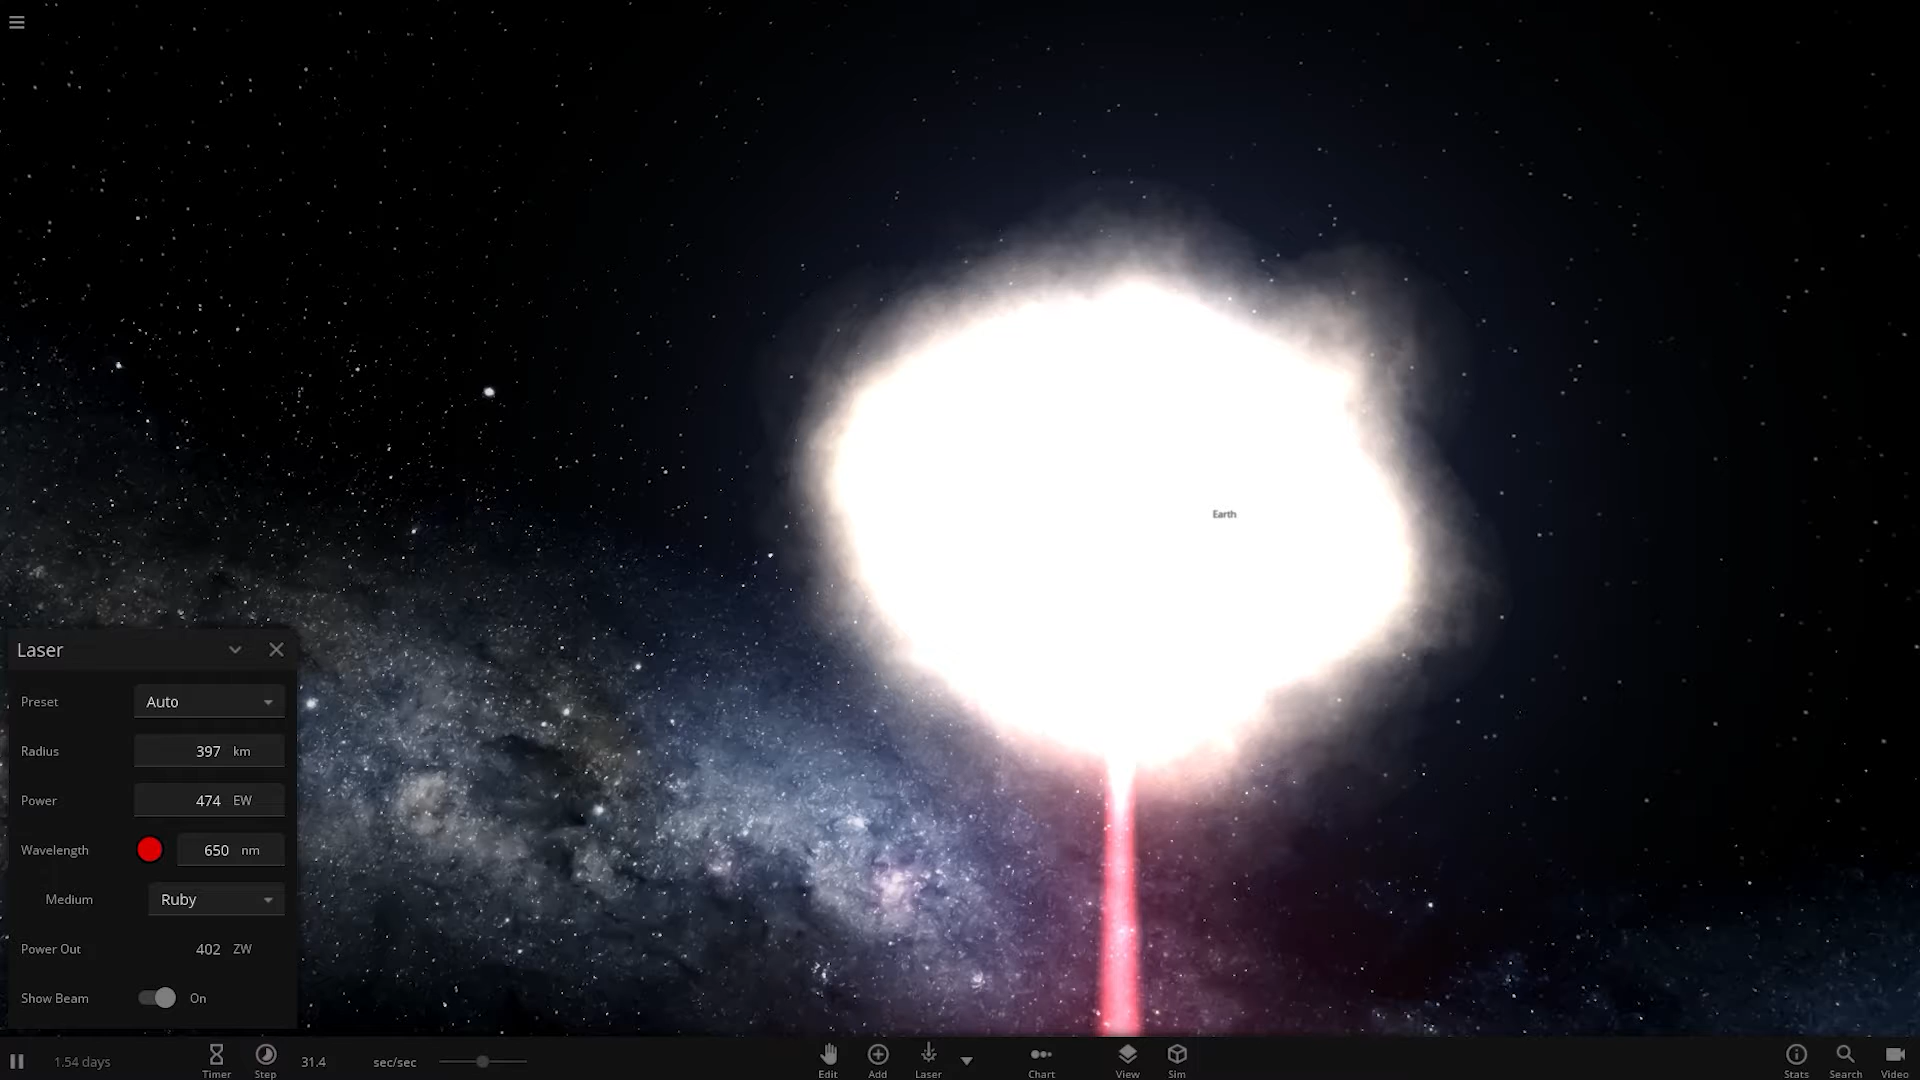 Earth
Laser
Preset Auto
Radius 397 km
Power 474 EW
Wavelength 650 nm
Medium Ruby
Power Out 402 ZW
Show Beam On
1.54 days Timer Step 31.4 sec/sec Edit Add Laser Chart View Sim Stats Search Video